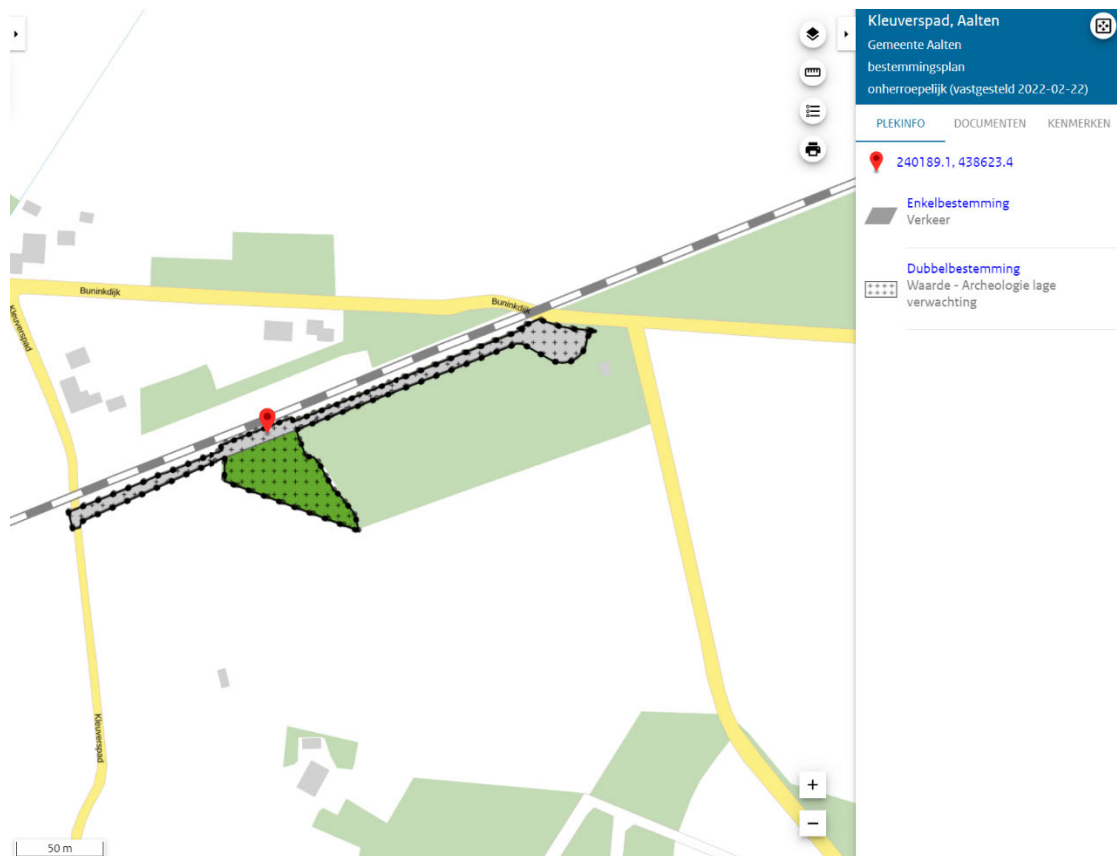 Kleuverspad, Aalten
Gemeente Aalten
bestemmingsplan
onherroepelijk (vastgesteld 2022-02-22)
PLEKINFO DOCUMENTEN KENMERKEN
240189.1, 438623.4
Enkelbestemming
Verkeer
Dubbelbestemming
Waarde - Archeologie lage
verwachting
Buninkdijk
Buninkdijk
Kleuverspad
Kleuverspad
+
−
50 m